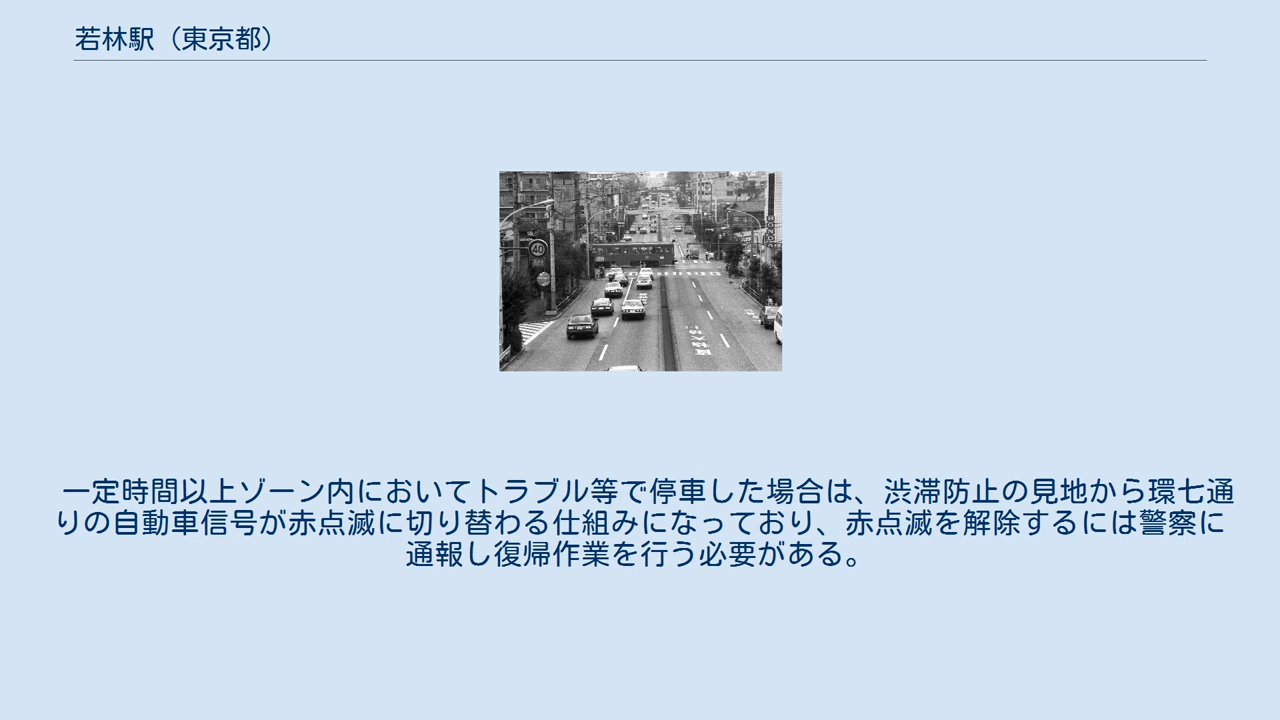 若林駅（東京都）
40
一定時間以上ゾーン内においてトラブル等で停車した場合は、渋滞防止の見地から環七通
りの自動車信号が赤点滅に切り替わる仕組みになっており、赤点滅を解除するには警察に
通報し復帰作業を行う必要がある。